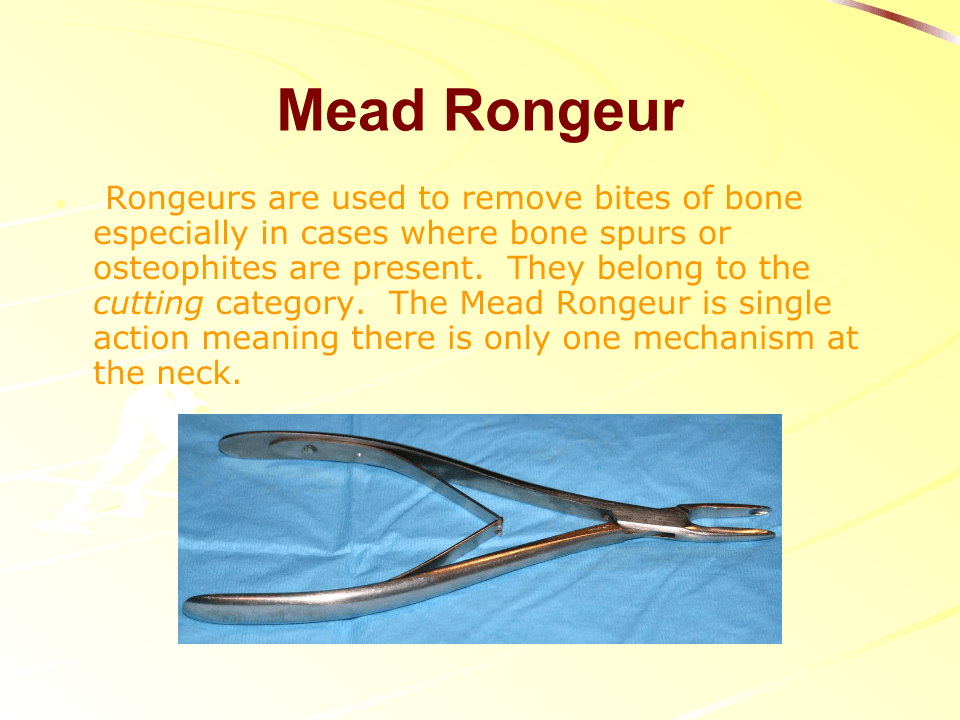 Mead Rongeur
Rongeurs are used to remove bites of bone
especially in cases where bone spurs or
osteophites are present.  They belong to the
cutting category.  The Mead Rongeur is single
action meaning there is only one mechanism at
the neck.